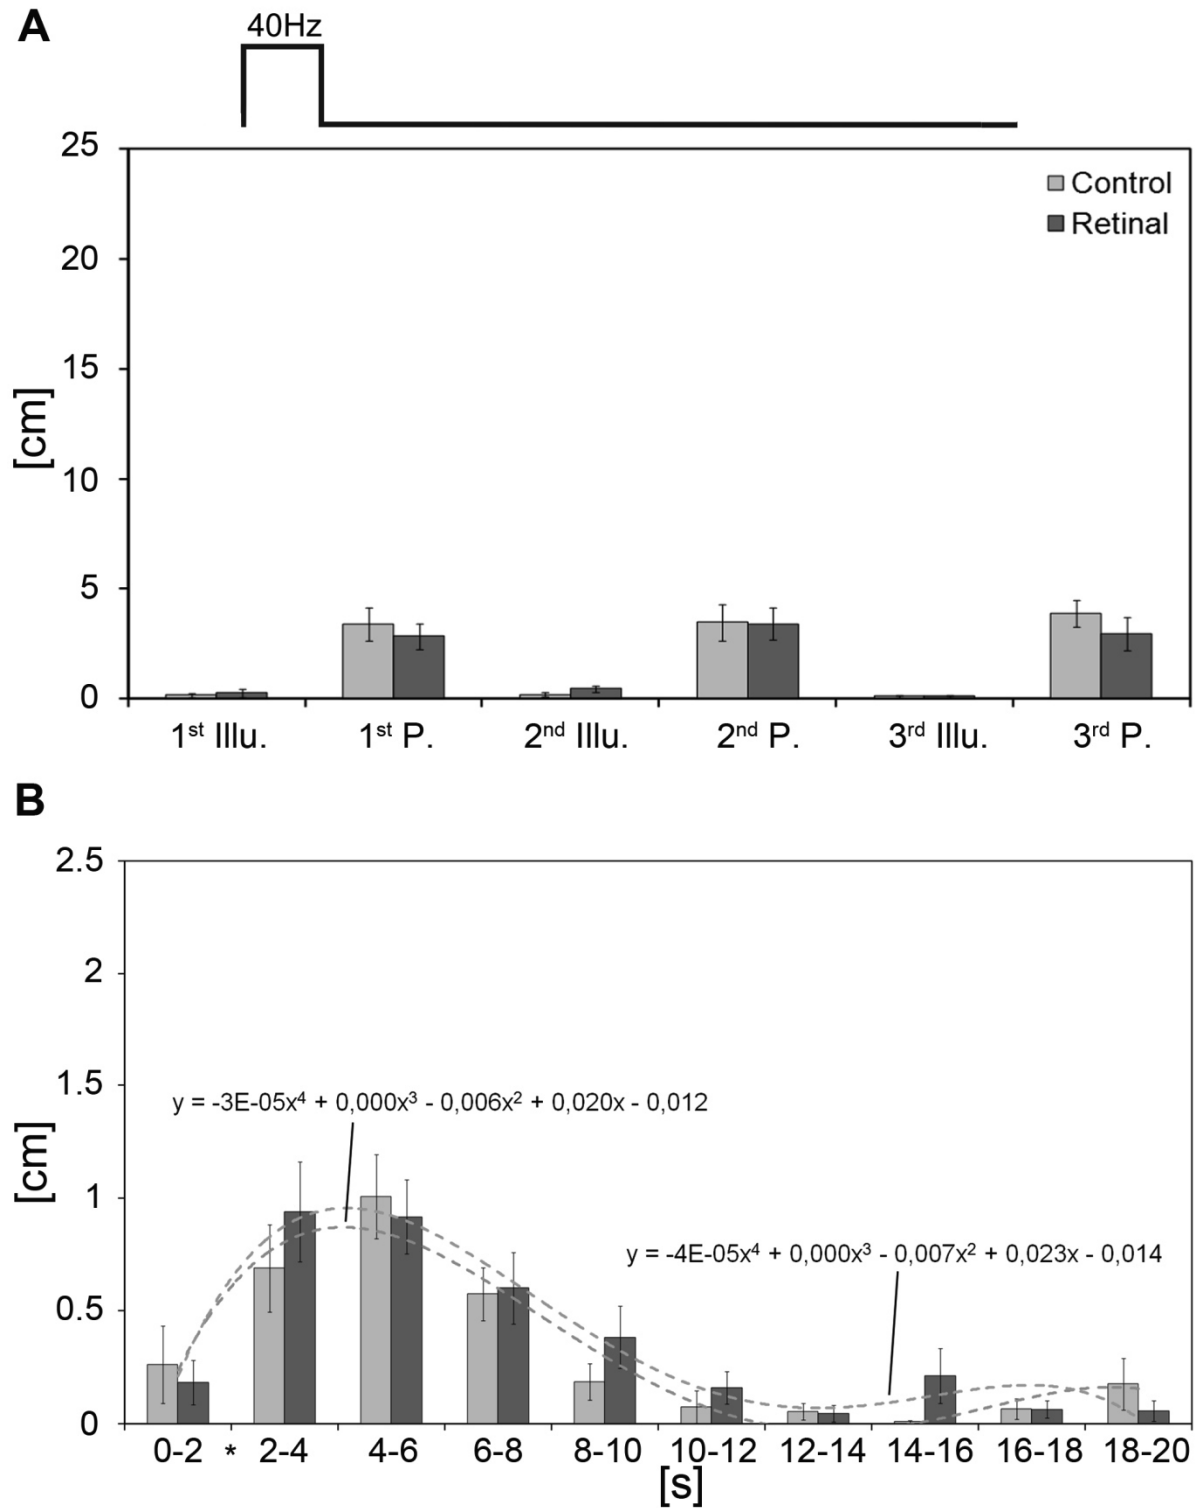 A
40Hz
25
Control
Retinal
20
15
[cm]
10
5
0
1st Illu. 1st P. 2nd Illu. 2nd P. 3rd Illu. 3rd P.
B
2.5
2
1.5
y = -3E-05x⁴ + 0,000x³ - 0,006x² + 0,020x - 0,012
[cm]
1
y = -4E-05x⁴ + 0,000x³ - 0,007x² + 0,023x - 0,014
0.5
0
0-2 * 2-4 4-6 6-8 8-10 10-12 12-14 14-16 16-18 18-20
[s]